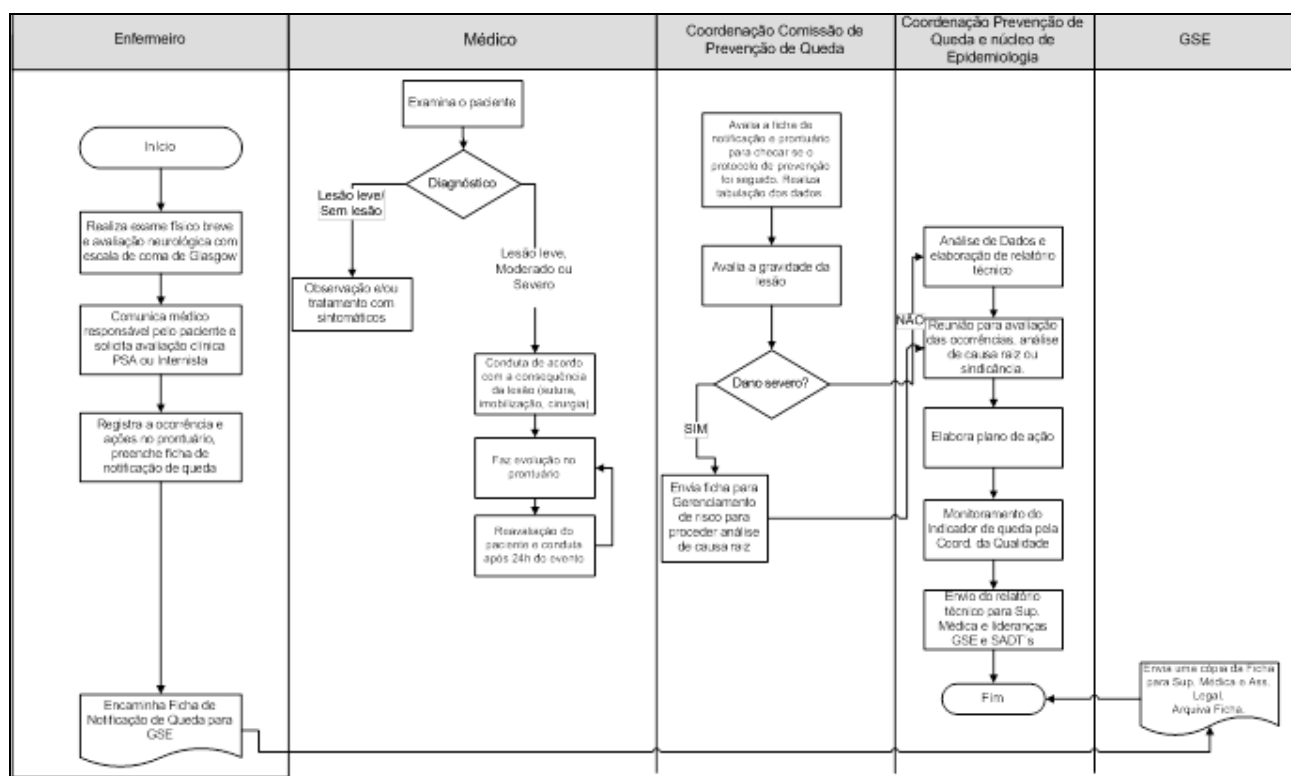 Enfermeiro
Médico
Coordenação Comissão de
Prevenção de Queda
Coordenação Prevenção de
Queda e núcleo de
Epidemiologia
GSE
Início
Realiza exame físico breve
e avaliação neurológica com
escala de coma de Glasgow
Comunica médico
responsável pelo paciente e
solicita avaliação clínica
PSA ou Internista
Registra a ocorrência e
ações no prontuário,
preenche ficha de
notificação de queda
Encaminha Ficha de
Notificação de Queda para
GSE
Examina o paciente
Diagnóstico
Lesão leve/
Sem lesão
Lesão leve,
Moderado ou
Severo
Observação e/ou
tratamento com
sintomáticos
Conduta de acordo
com a consequência
da lesão (sutura,
imobilização, cirurgia)
Faz evolução no
prontuário
Reavaliação do
paciente e conduta
após 24h do evento
Avalia a ficha de
notificação e prontuário
para checar se o
protocolo de prevenção
foi seguido. Realiza
tabulação dos dados
Avalia a gravidade da
lesão
Dano severo?
SIM
NÃO
Envia ficha para
Gerenciamento
de risco para
proceder análise
de causa raiz
Análise de Dados e
elaboração de relatório
técnico
Reunião para avaliação
das ocorrências, análise
de causa raiz ou
sindicância.
Elabora plano de ação
Monitoramento do
Indicador de queda pela
Coord. da Qualidade
Envio do relatório
técnico para Sup.
Médica e lideranças
GSE e SADT`s
Fim
Envia uma cópia da Ficha
para Sup. Médica e Ass.
Legal.
Arquiva Ficha.